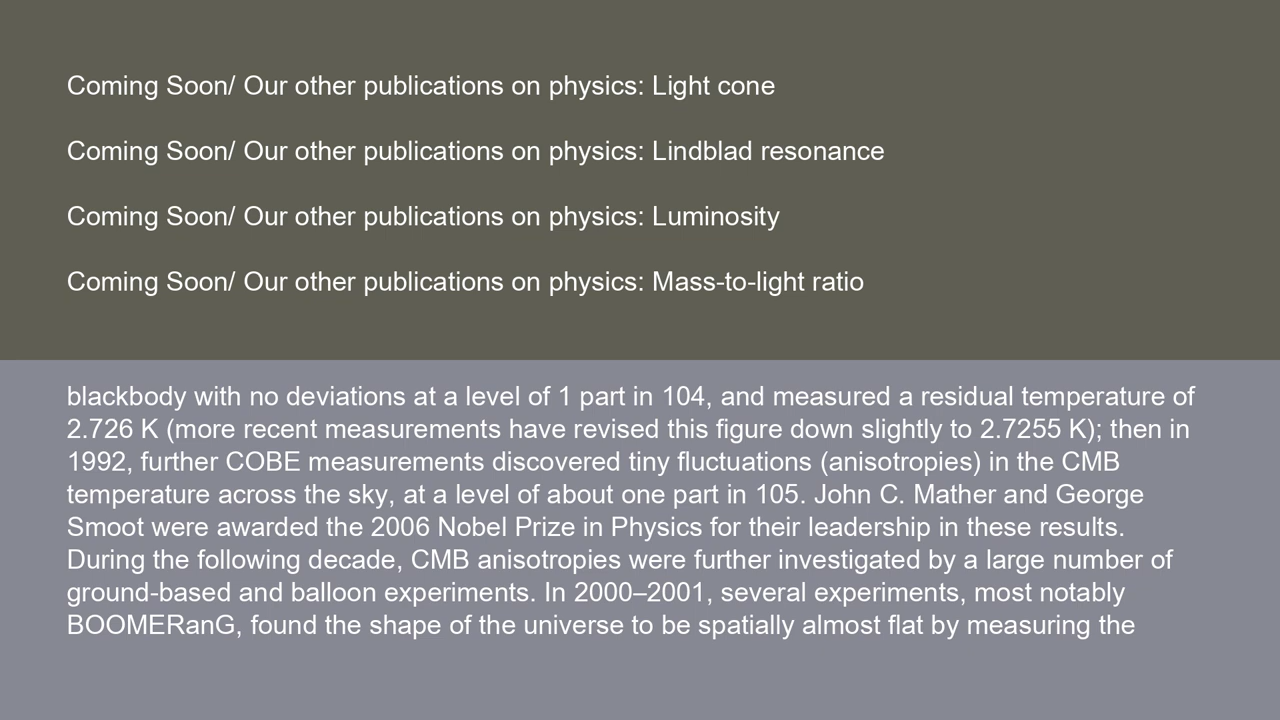 Coming Soon/ Our other publications on physics: Light cone
Coming Soon/ Our other publications on physics: Lindblad resonance
Coming Soon/ Our other publications on physics: Luminosity
Coming Soon/ Our other publications on physics: Mass-to-light ratio
blackbody with no deviations at a level of 1 part in 104, and measured a residual temperature of
2.726 K (more recent measurements have revised this figure down slightly to 2.7255 K); then in
1992, further COBE measurements discovered tiny fluctuations (anisotropies) in the CMB
temperature across the sky, at a level of about one part in 105. John C. Mather and George
Smoot were awarded the 2006 Nobel Prize in Physics for their leadership in these results.
During the following decade, CMB anisotropies were further investigated by a large number of
ground-based and balloon experiments. In 2000–2001, several experiments, most notably
BOOMERanG, found the shape of the universe to be spatially almost flat by measuring the